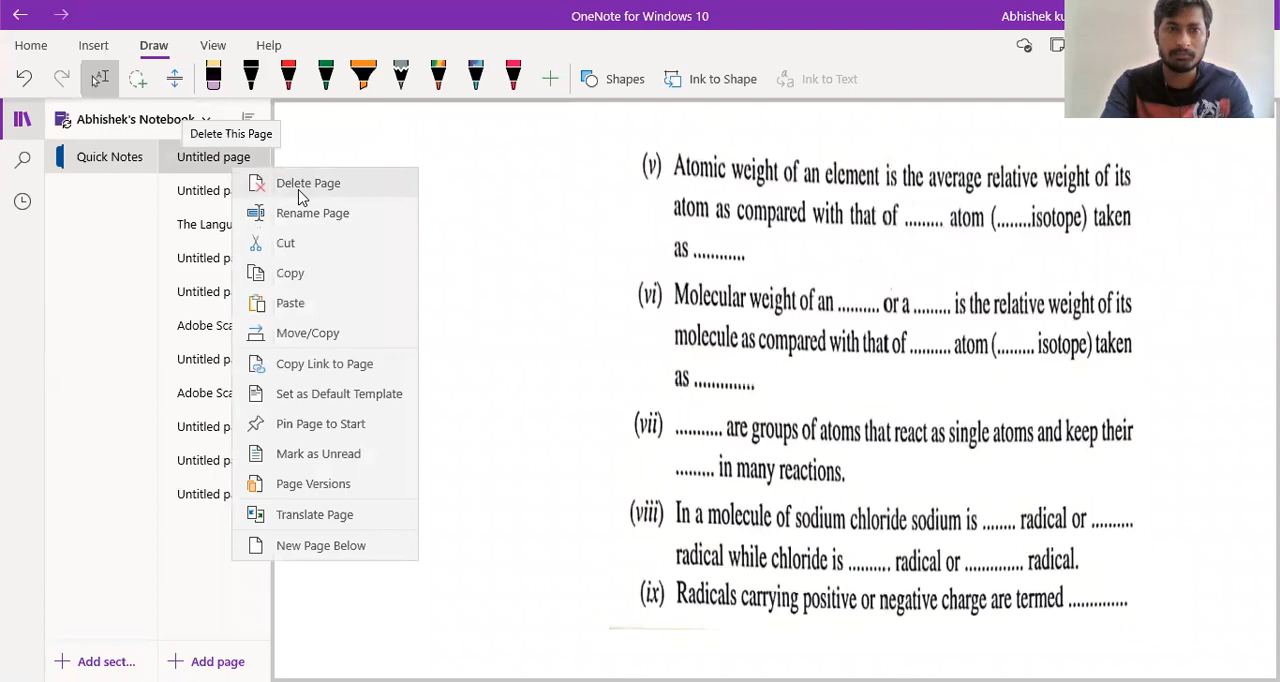 OneNote for Windows 10
Abhishek ku
Home Insert Draw View Help
Shapes Ink to Shape Ink to Text
Abhishek's Notebook
Delete This Page
Quick Notes
Untitled page
Untitled p
The Langu
Untitled p
Untitled p
Adobe Sca
Untitled p
Adobe Sca
Untitled p
Untitled p
Untitled p
Delete Page
Rename Page
Cut
Copy
Paste
Move/Copy
Copy Link to Page
Set as Default Template
Pin Page to Start
Mark as Unread
Page Versions
Translate Page
New Page Below
Add sect...
Add page
(v) Atomic weight of an element is the average relative weight of its
atom as compared with that of ......... atom (........isotope) taken
as ............
(vi) Molecular weight of an .......... or a ......... is the relative weight of its
molecule as compared with that of .......... atom (......... isotope) taken
as ..............
(vii) ........... are groups of atoms that react as single atoms and keep their
......... in many reactions.
(viii) In a molecule of sodium chloride sodium is ........ radical or ..........
radical while chloride is .......... radical or .............. radical.
(ix) Radicals carrying positive or negative charge are termed .............